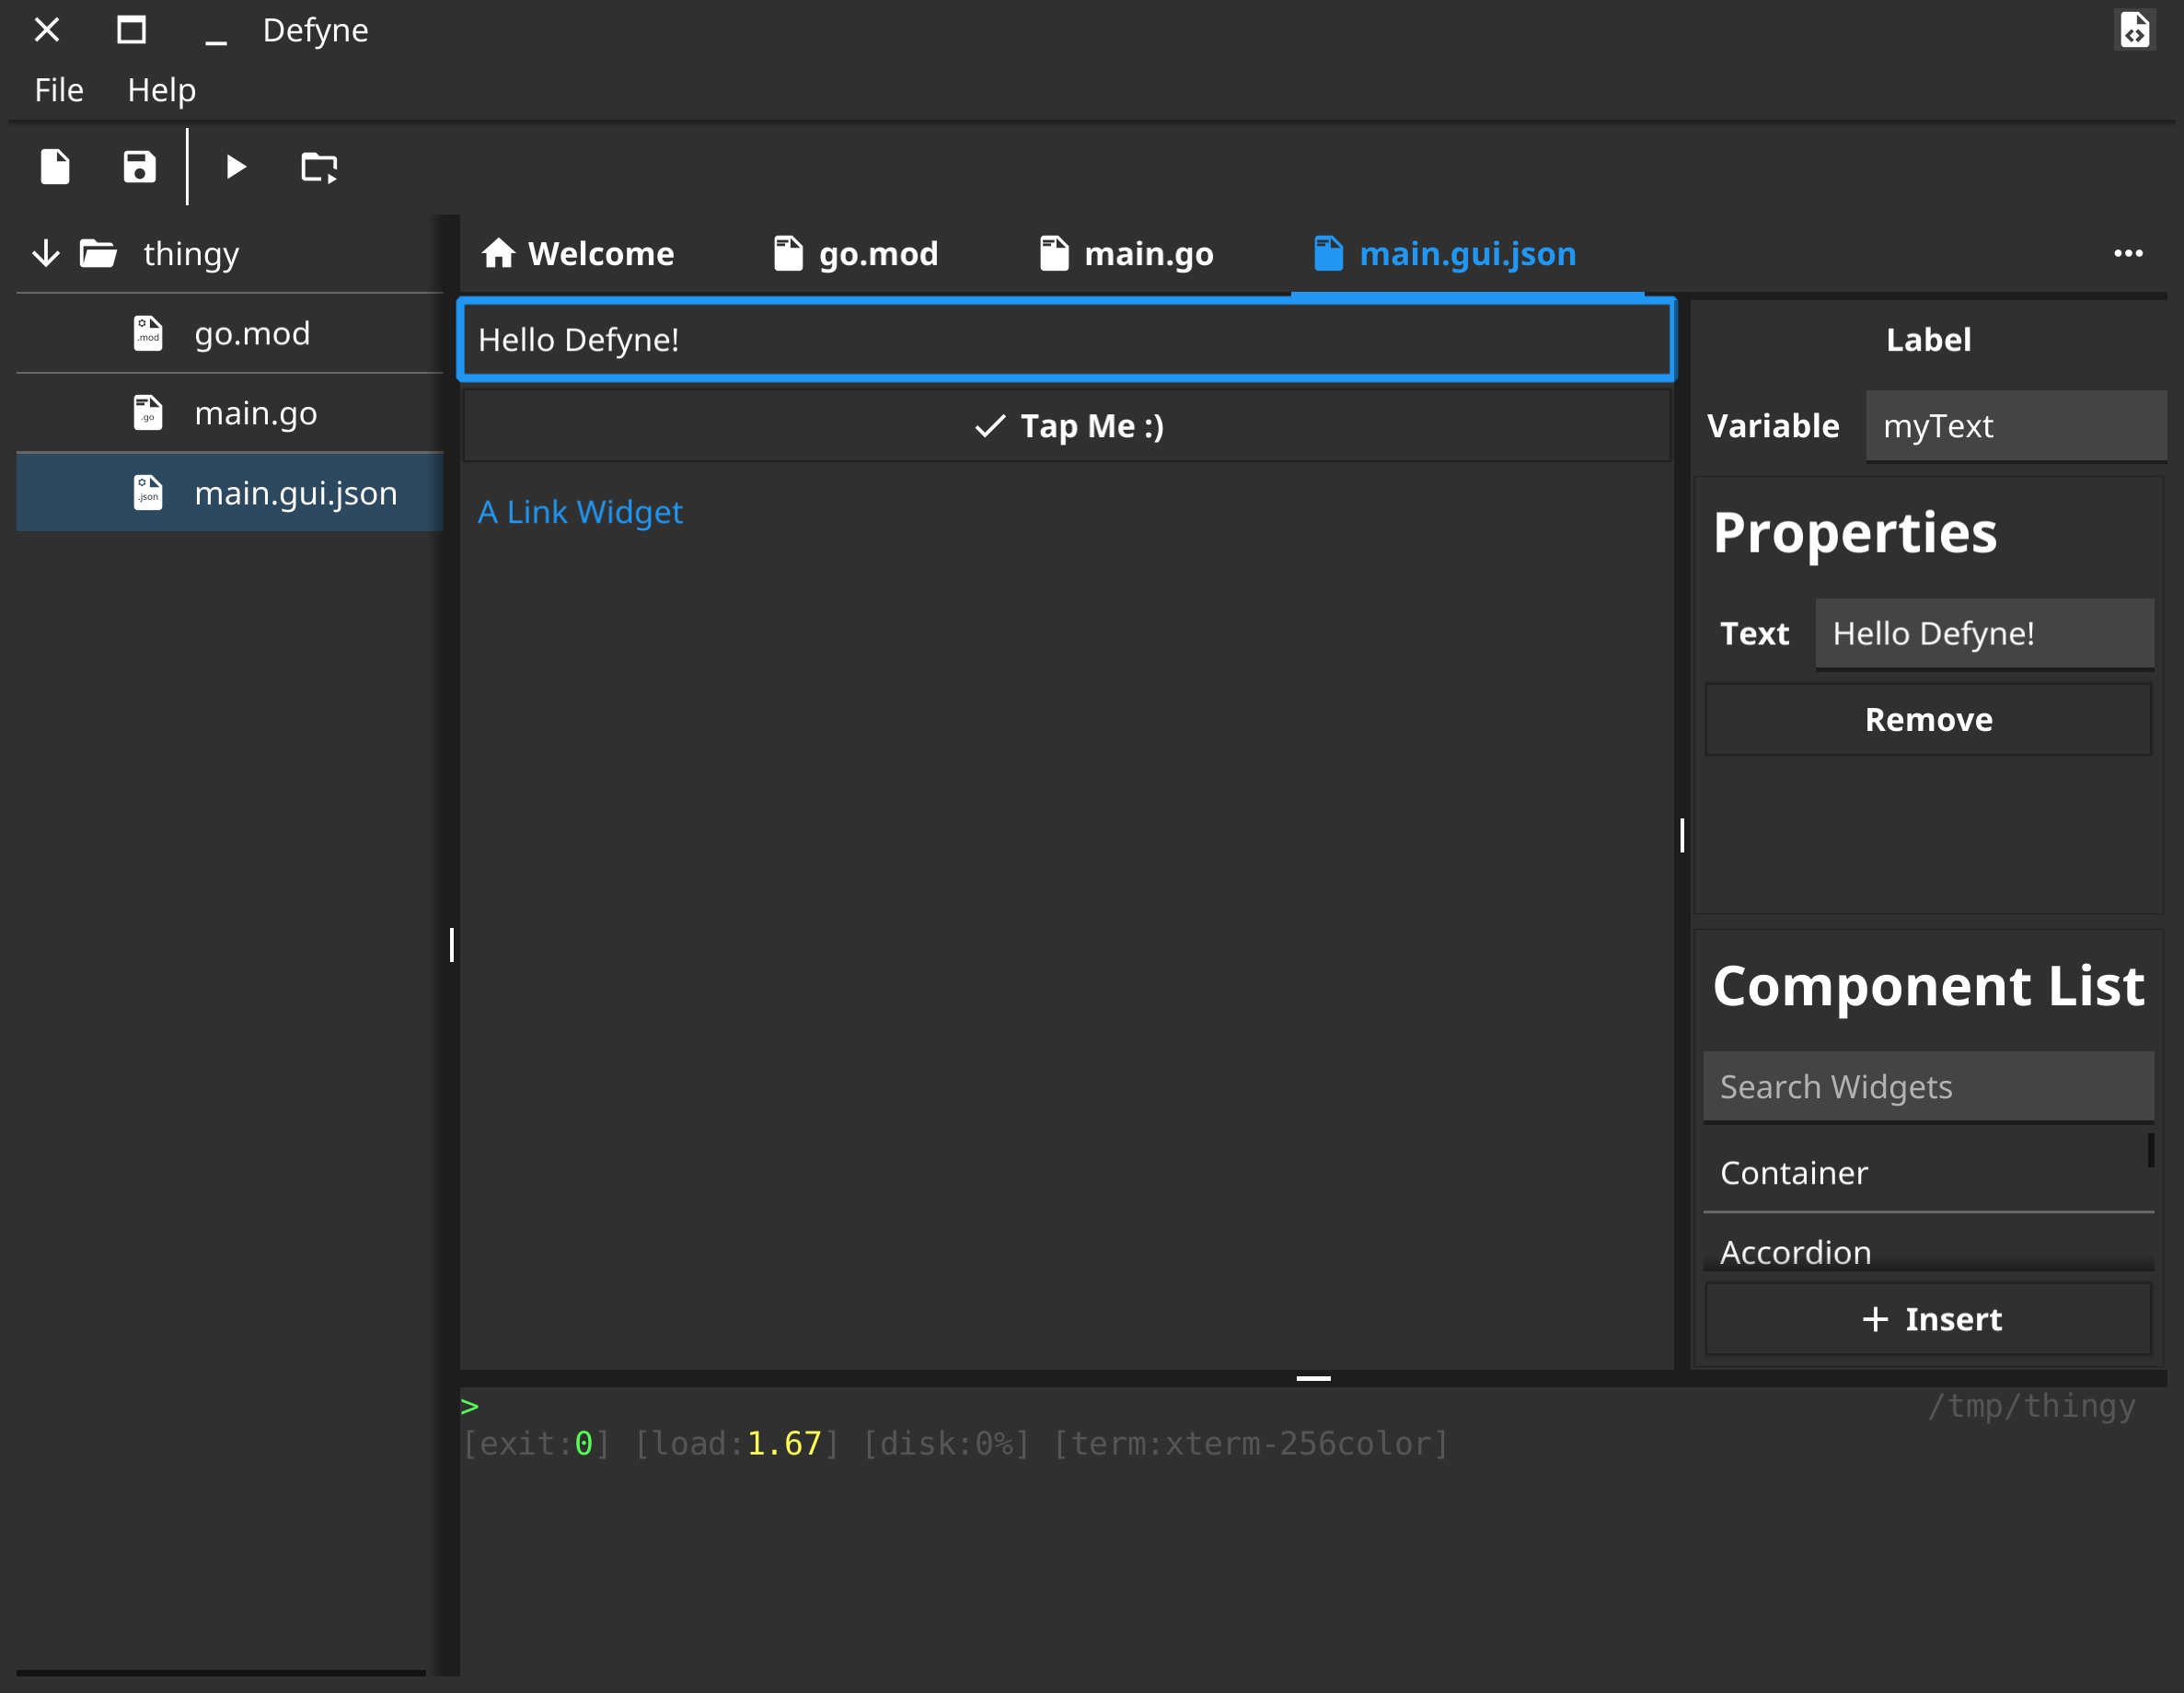 Defyne
File Help
thingy
go.mod
main.go
main.gui.json
Welcome go.mod main.go main.gui.json
Hello Defyne!
Tap Me :)
A Link Widget
Label
Variable myText
Properties
Text Hello Defyne!
Remove
Component List
Search Widgets
Container
Accordion
+ Insert
> /tmp/thingy
[exit:0] [load:1.67] [disk:0%] [term:xterm-256color]